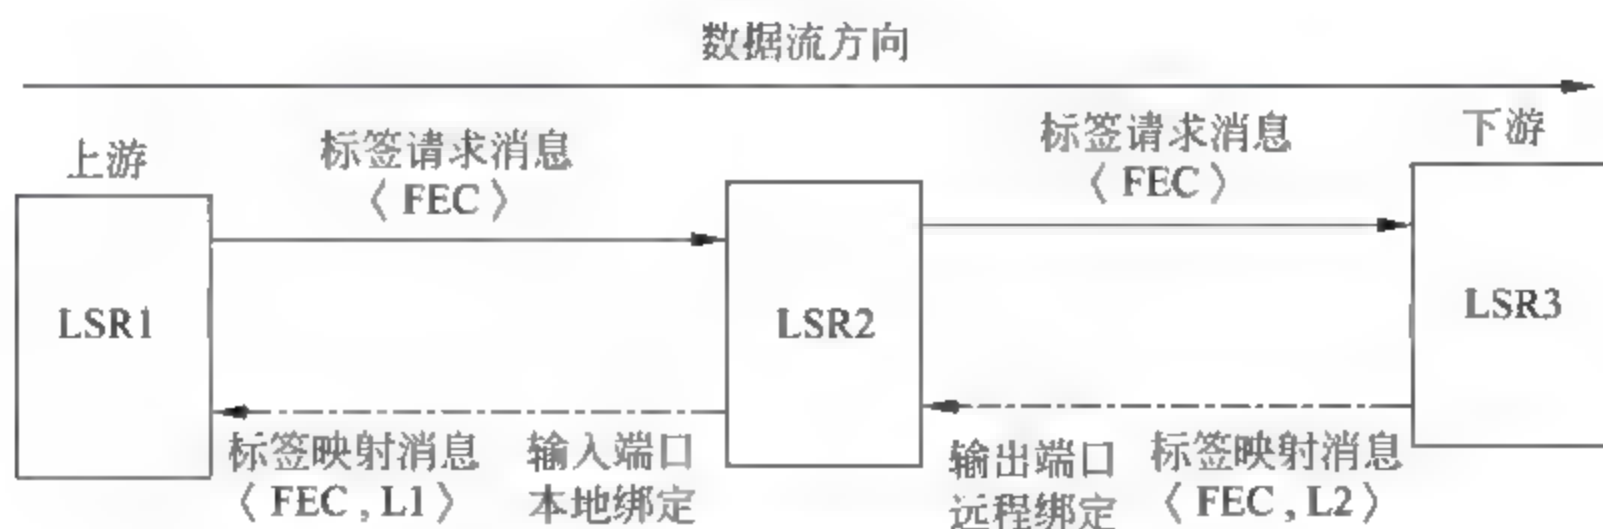 数据流方向
上游
标签请求消息
〈 FEC 〉
标签请求消息
〈 FEC 〉
下游
LSR1
LSR2
LSR3
标签映射消息
〈 FEC , L1 〉
输入端口
本地绑定
输出端口
远程绑定
标签映射消息
〈 FEC , L2 〉